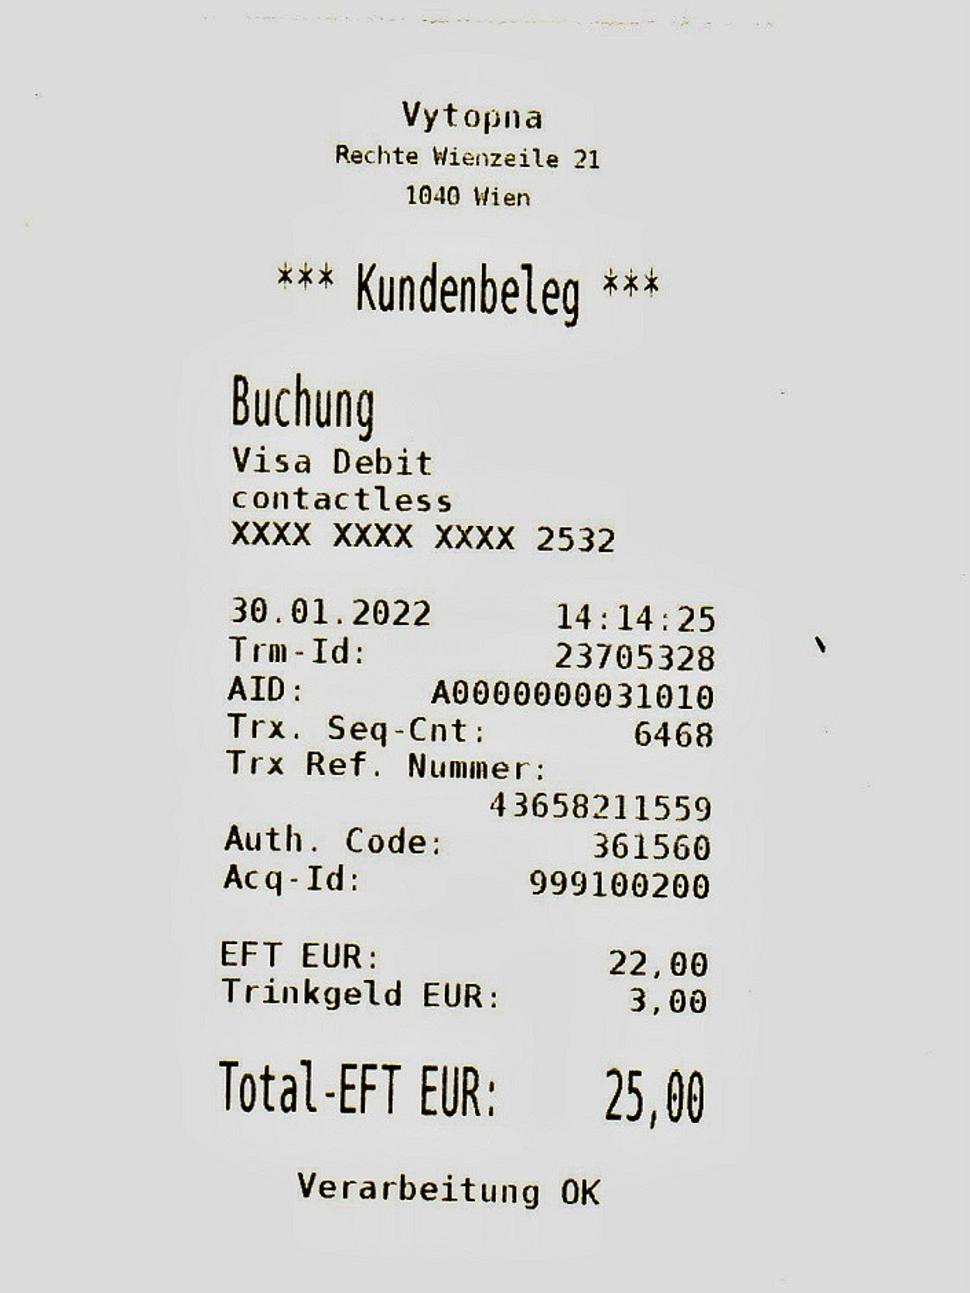 Vytopna
Rechte Wienzeile 21
1040 Wien
*** Kundenbeleg ***
Buchung
Visa Debit
contactless
XXXX XXXX XXXX 2532
30.01.2022 14:14:25
Trm-Id: 23705328
AID: A0000000031010
Trx. Seq-Cnt: 6468
Trx Ref. Nummer:
43658211559
Auth. Code: 361560
Acq-Id: 999100200
EFT EUR: 22,00
Trinkgeld EUR: 3,00
Total-EFT EUR: 25,00
Verarbeitung OK